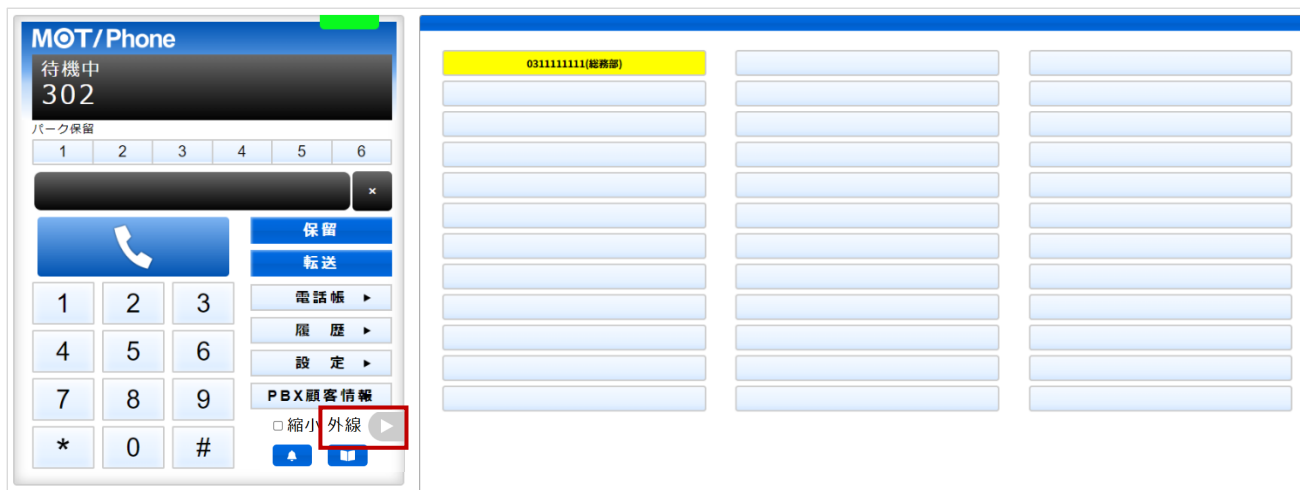 MOT/Phone
待機中
302
パーク保留
1 2 3 4 5 6
×
保留
転送
1 2 3
電話帳 ▶
履 歴 ▶
4 5 6
設 定 ▶
7 8 9
PBX顧客情報
縮小 外線
* 0 #
0311111111(総務部)